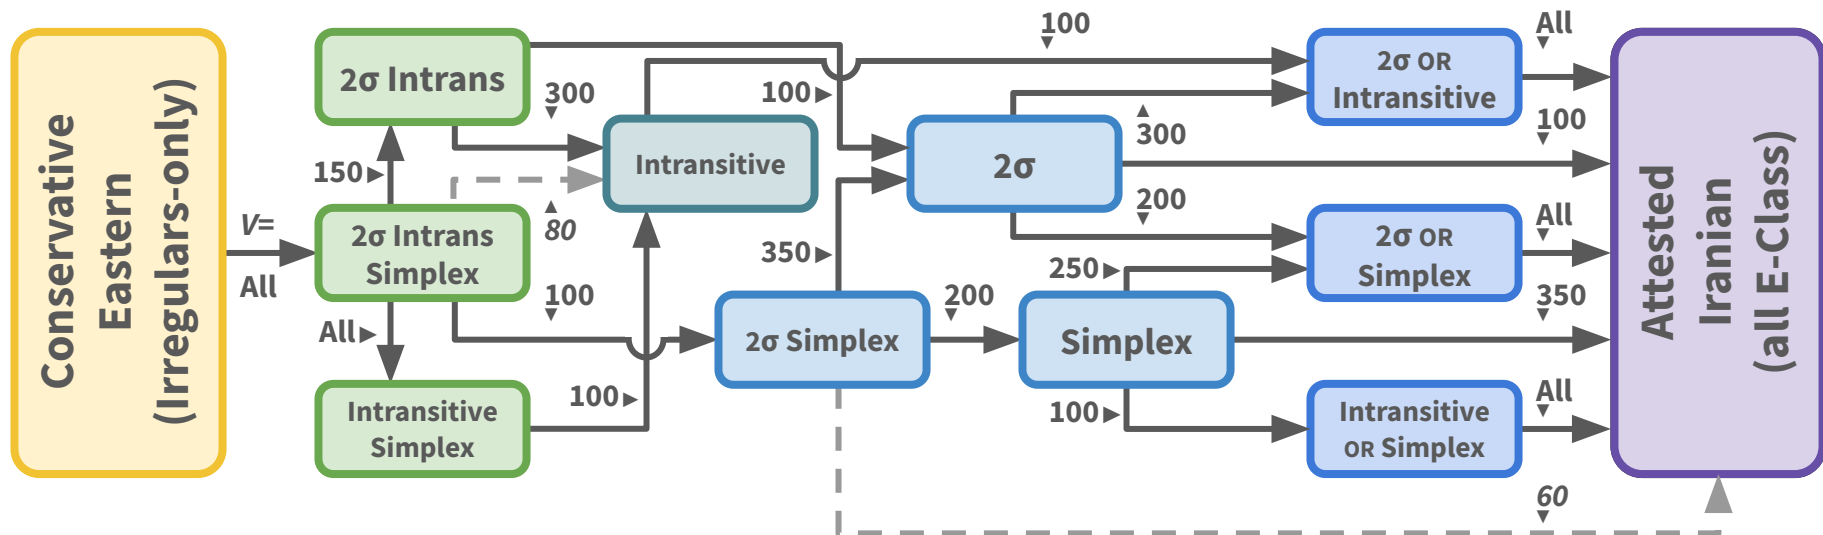 Conservative
Eastern
(Irregulars-only)
V=
All
2σ Intrans
150▶
2σ Intrans
Simplex
All▶
Intransitive
Simplex
▼300
▲80
▼100
100▶
Intransitive
100▶
350▶
2σ Simplex
▼100
2σ
▼200
250▶
Simplex
100▶
▲300
▼200
2σ OR
Intransitive
2σ OR
Simplex
Intransitive
OR Simplex
▼All
▼100
▼All
▼350
▼All
▼60
Attested
Iranian
(all E-Class)